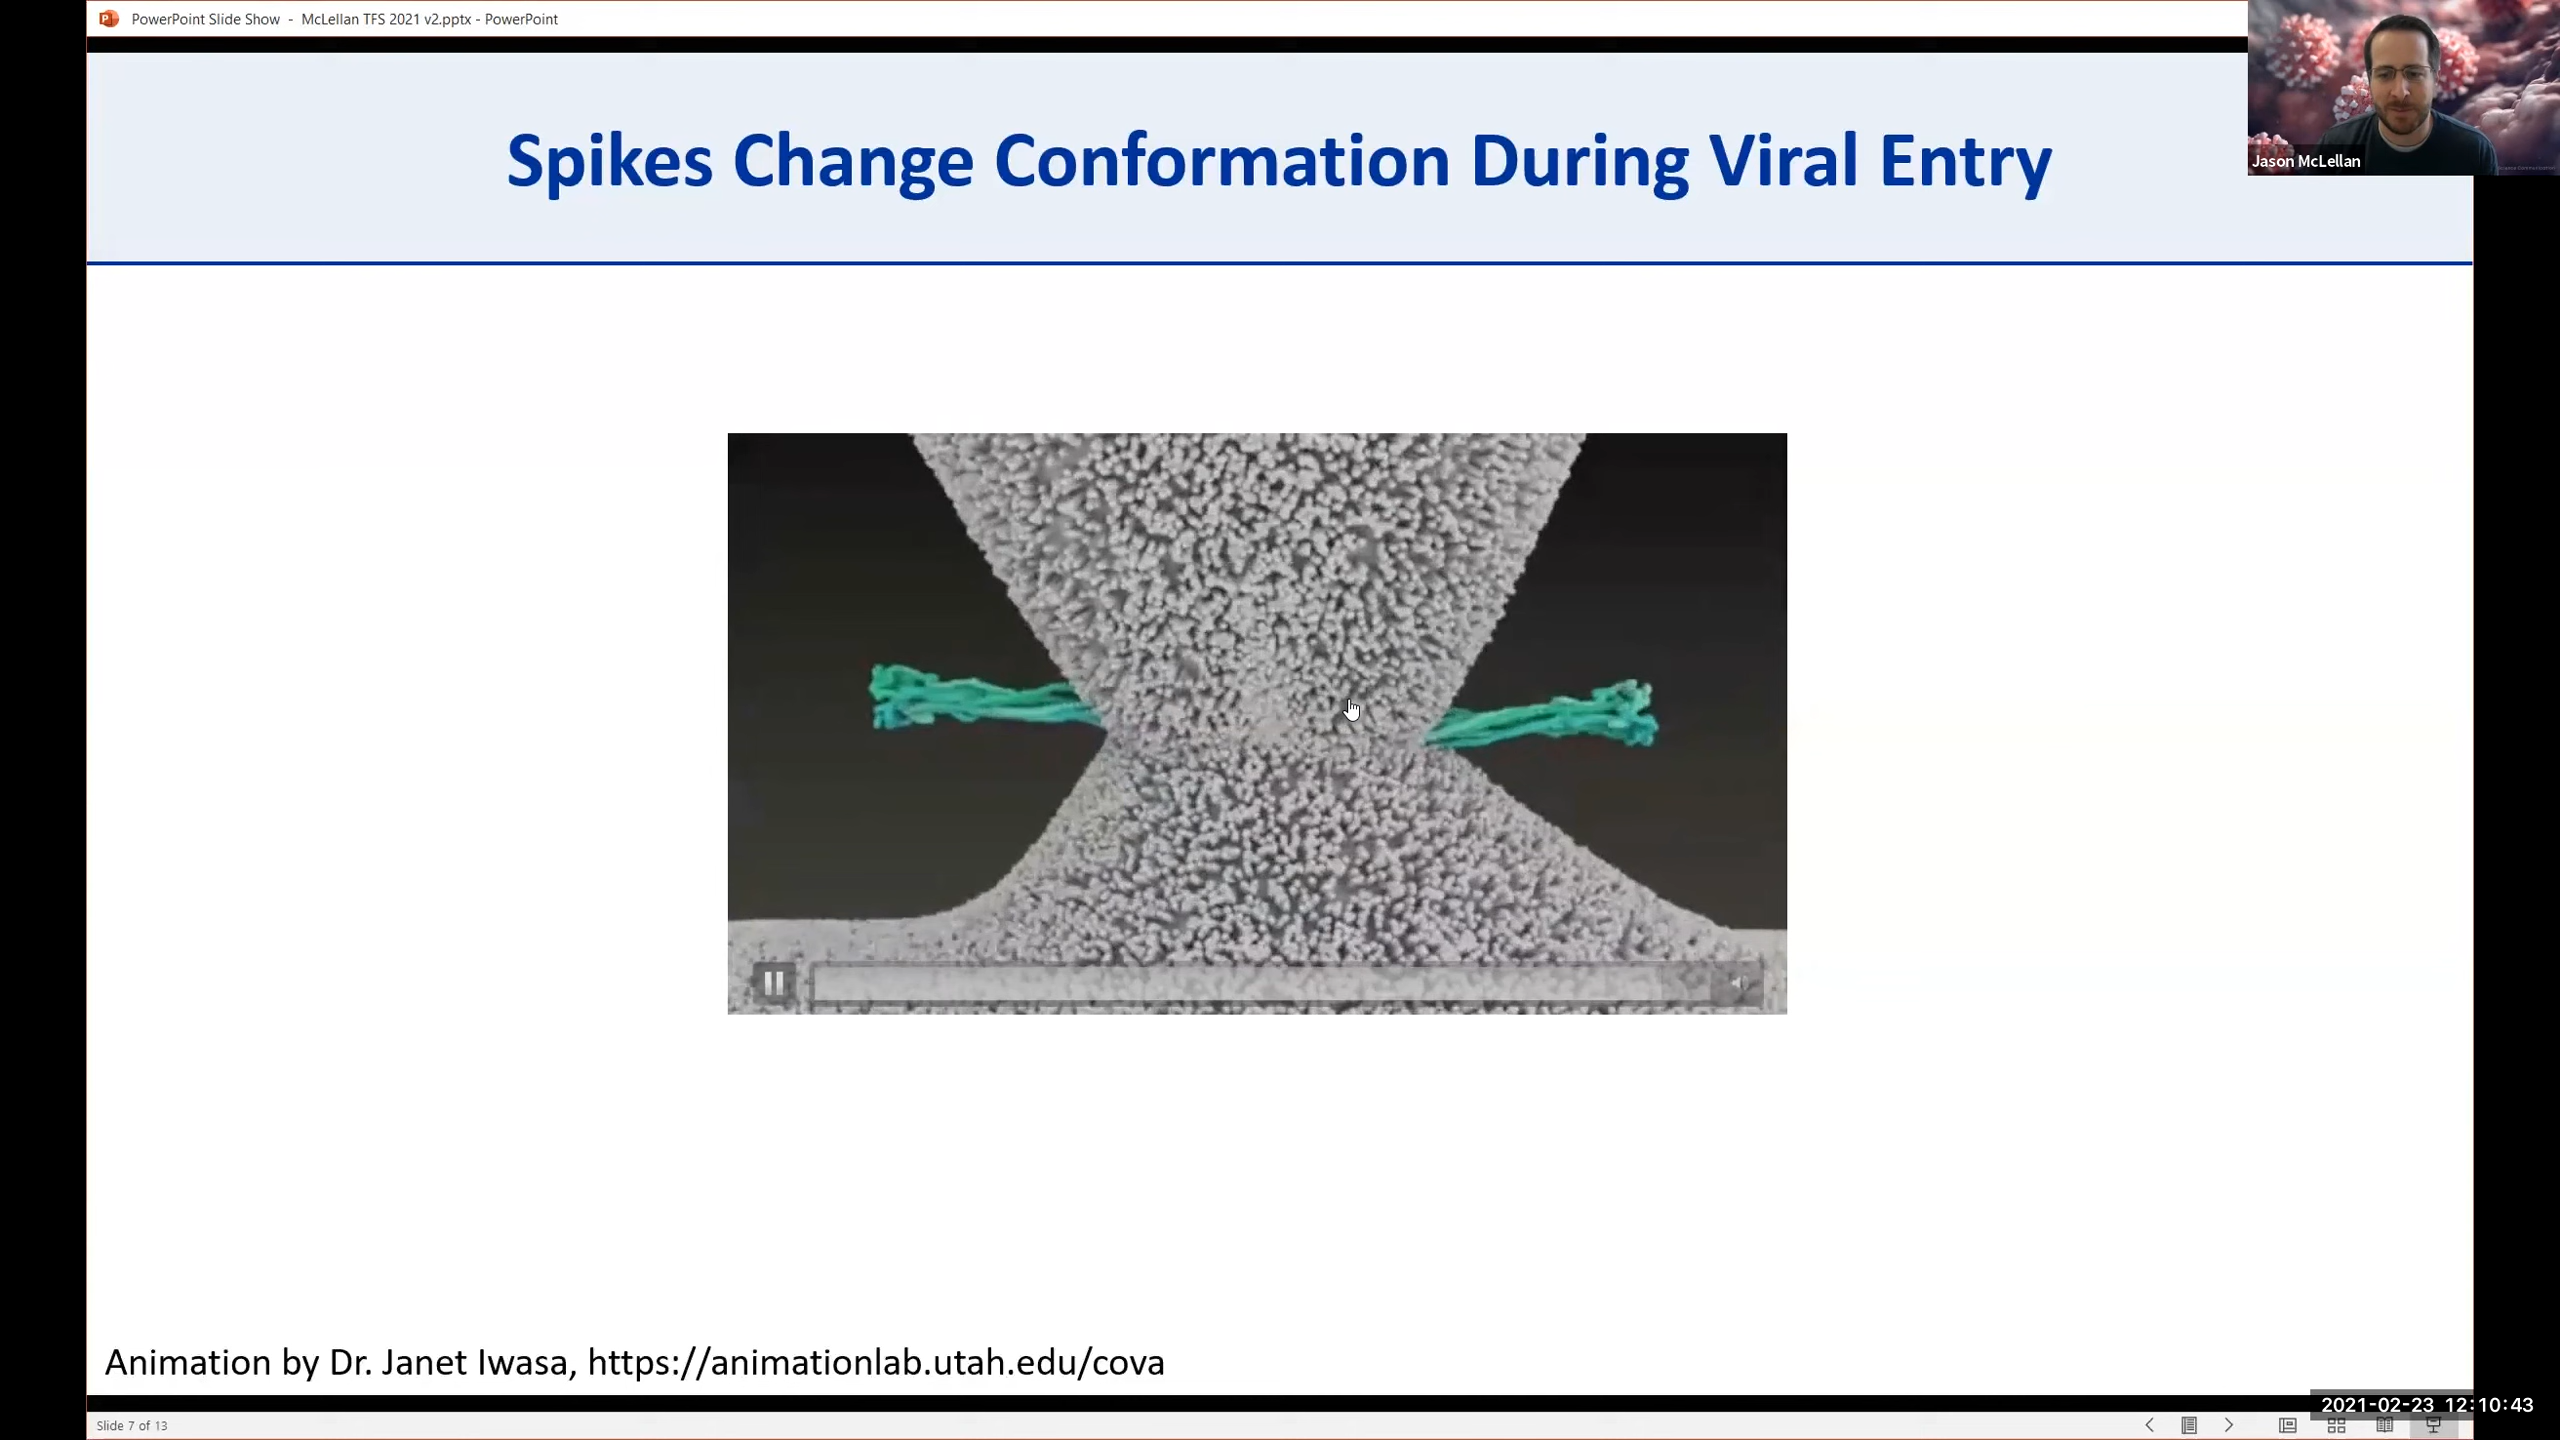 PowerPoint Slide Show - McLellan TFS 2021 v2.pptx - PowerPoint
Spikes Change Conformation During Viral Entry
Jason McLellan
Animation by Dr. Janet Iwasa, https://animationlab.utah.edu/cova
2021-02-23 12:10:43
Slide 7 of 13